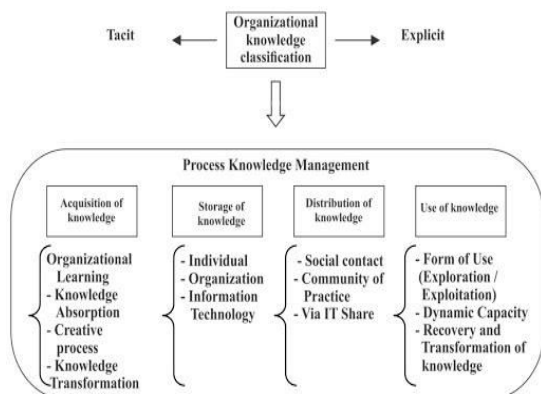 Tacit
Organizational
knowledge
classification
Explicit
Process Knowledge Management
Acquisition of
knowledge
Organizational
Learning
- Knowledge
Absorption
- Creative
process
- Knowledge
Transformation
Storage of
knowledge
- Individual
- Organization
- Information
Technology
Distribution of
knowledge
- Social contact
- Community of
Practice
- Via IT Share
Use of knowledge
- Form of Use
(Exploration /
Exploitation)
- Dynamic Capacity
- Recovery and
Transformation of
knowledge